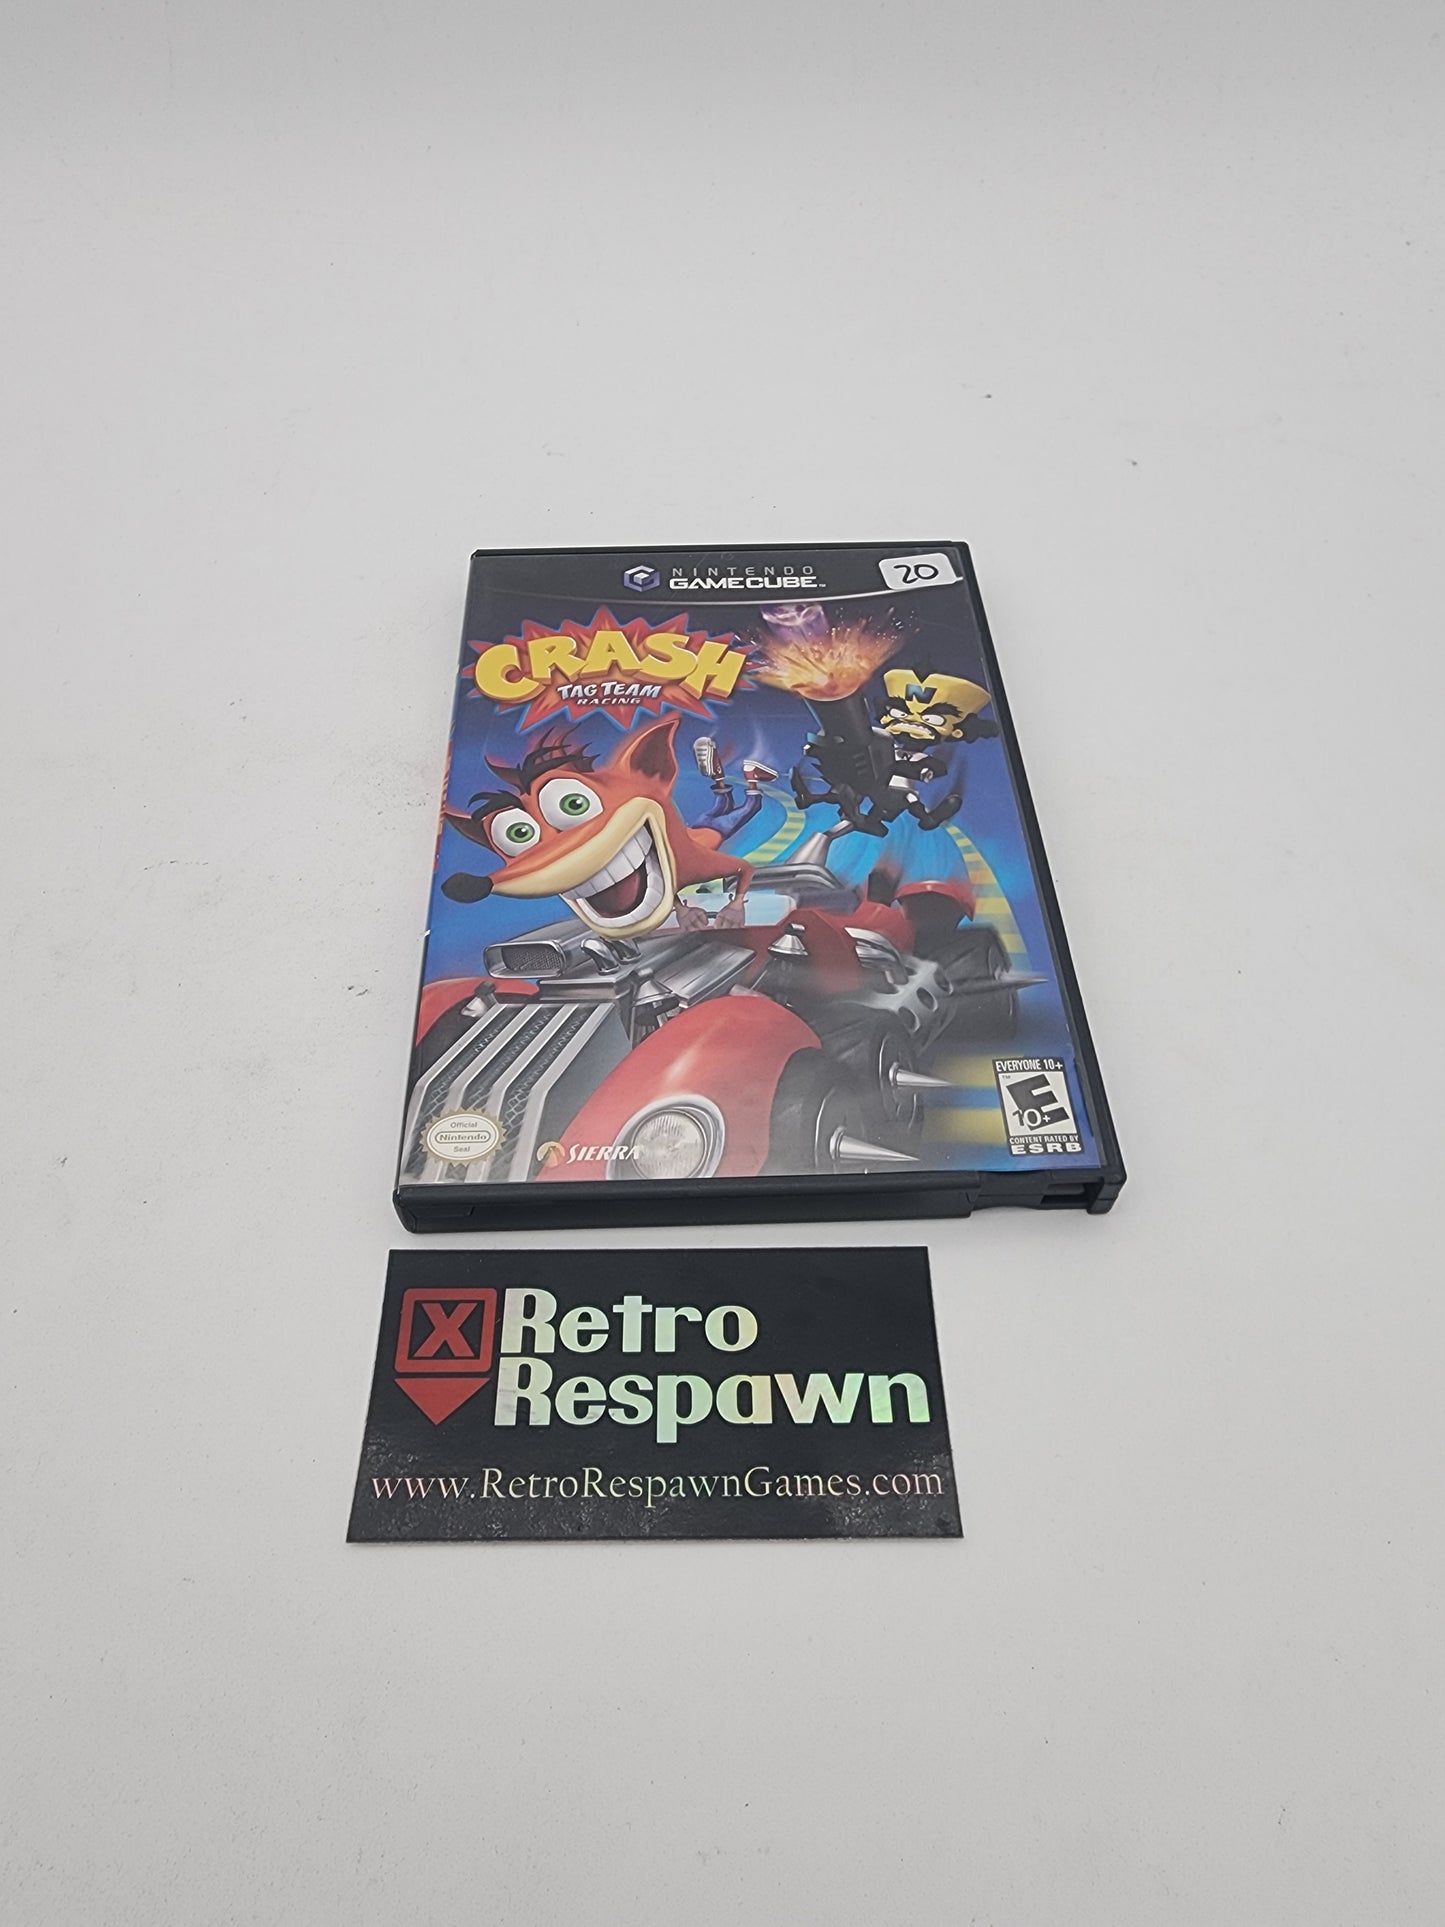 NINTENDO
GAMECUBE™
20
CRASH
TAG TEAM
RACING
N
EVERYONE 10+
E
10+
CONTENT RATED BY
ESRB
Official
Nintendo
Seal
SIERRA
X
Retro
Respawn
www.RetroRespawnGames.com